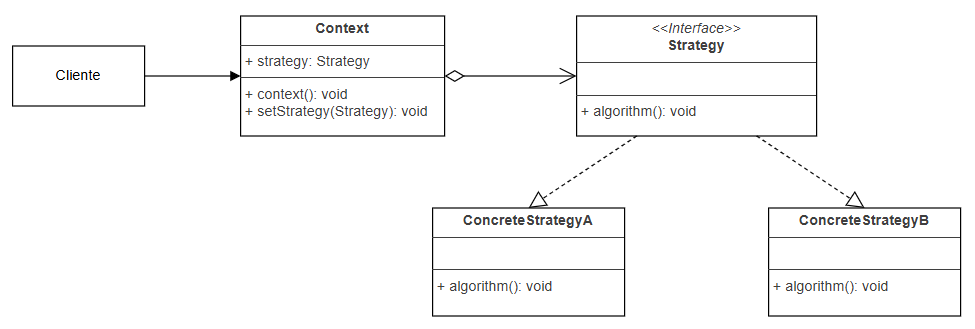 Cliente
Context
+ strategy: Strategy
+ context(): void
+ setStrategy(Strategy): void
<<Interface>>
Strategy
+ algorithm(): void
ConcreteStrategyA
+ algorithm(): void
ConcreteStrategyB
+ algorithm(): void